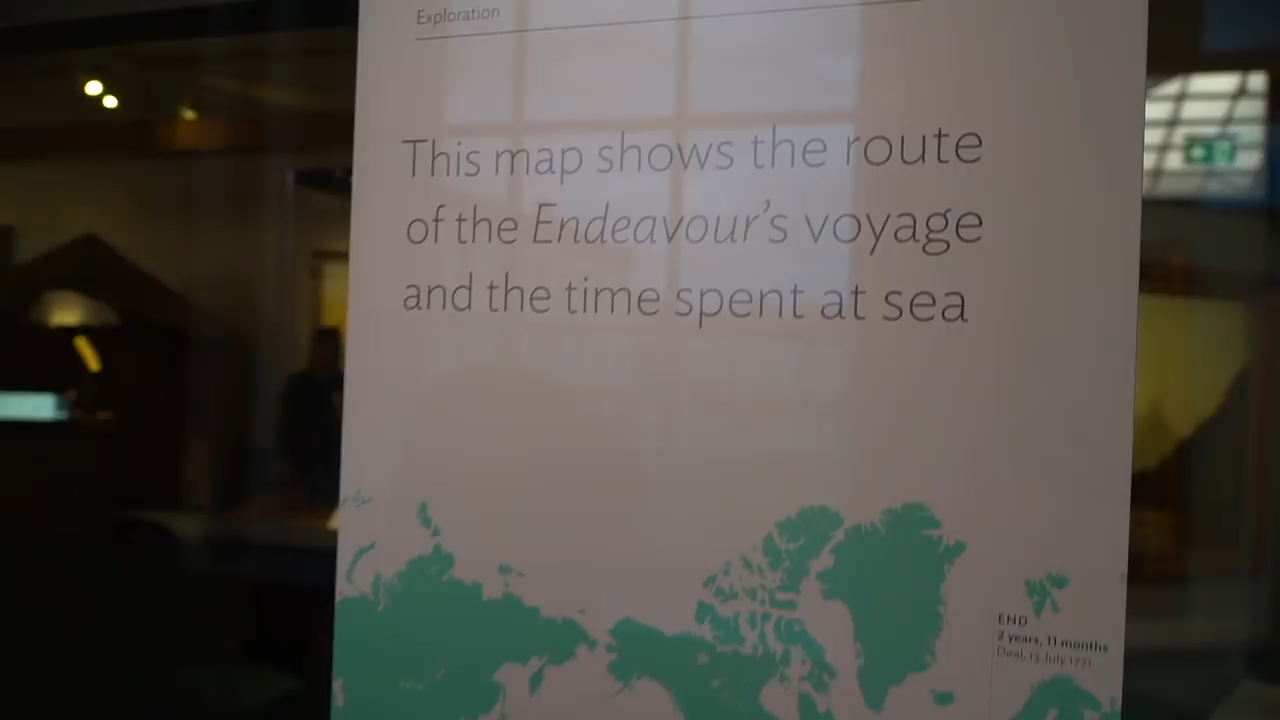 Exploration
This map shows the route
of the Endeavour's voyage
and the time spent at sea
END
2 years, 11 months
Deal, 13 July 1771